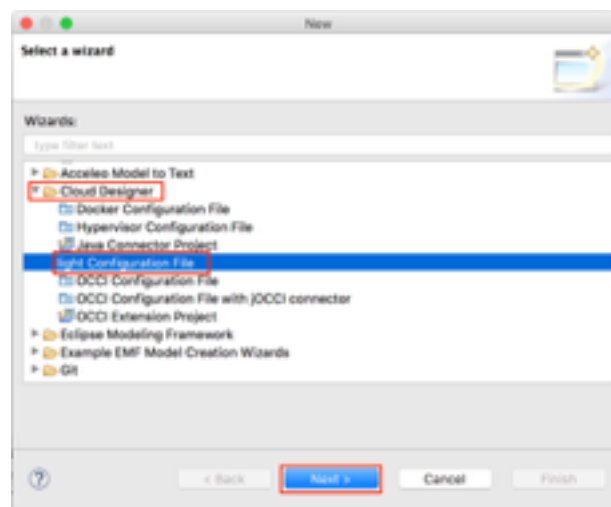 New
Select a wizard
Wizards:
type filter text
Acceleo Model to Text
Cloud Designer
Docker Configuration File
Hypervisor Configuration File
Java Connector Project
light Configuration File
OCCI Configuration File
OCCI Configuration File with jOCCI connector
OCCI Extension Project
Eclipse Modeling Framework
Example EMF Model Creation Wizards
Git
? < Back Next > Cancel Finish